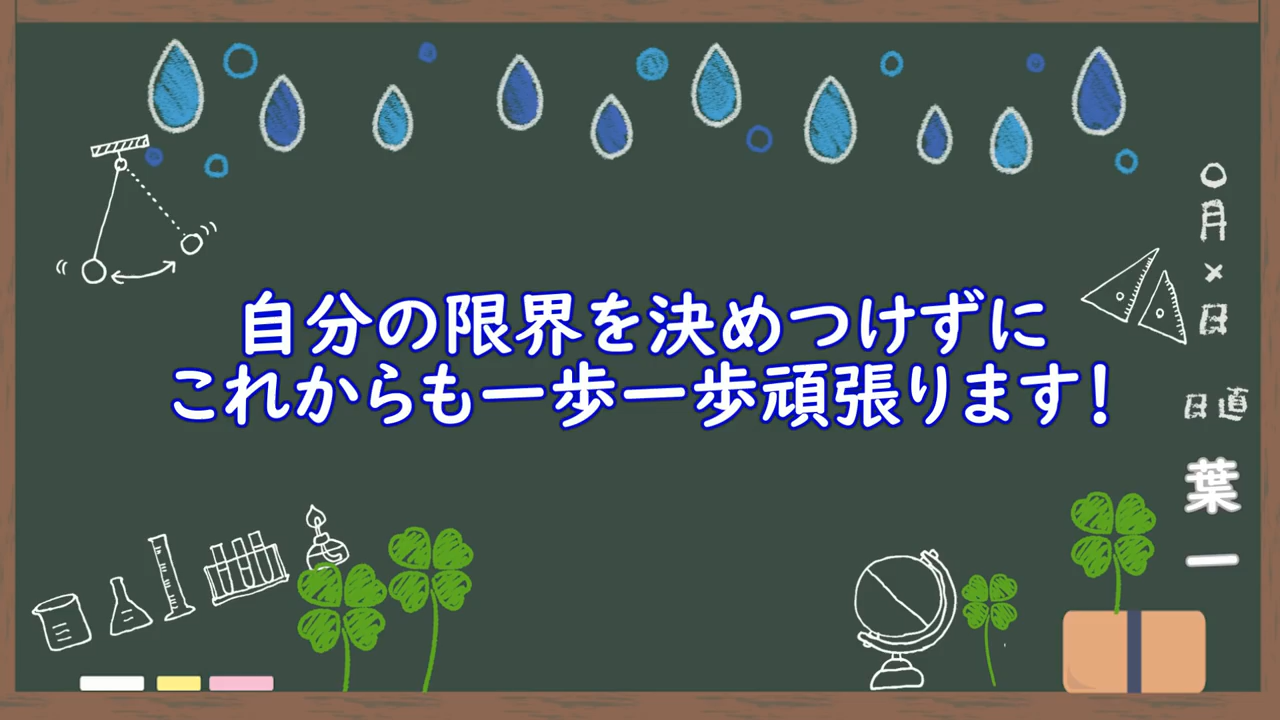 自分の限界を決めつけずに
これからも一歩一歩頑張ります!
〇月×日
日直
葉一